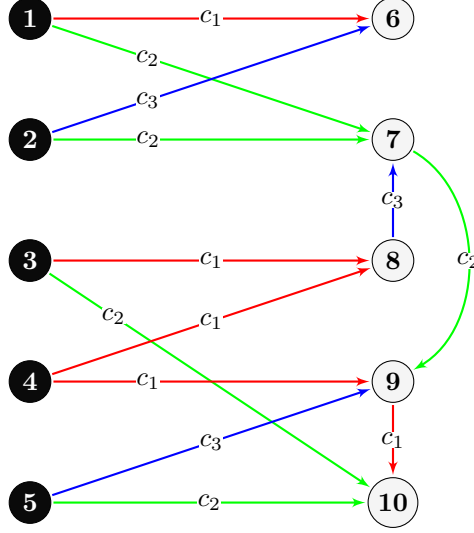 1 c₁ 6
c₂
c₃
2 c₂ 7
c₃
3 c₁ 8
c₂
c₂ c₁
4 c₁ 9
c₃ c₁
5 c₂ 10